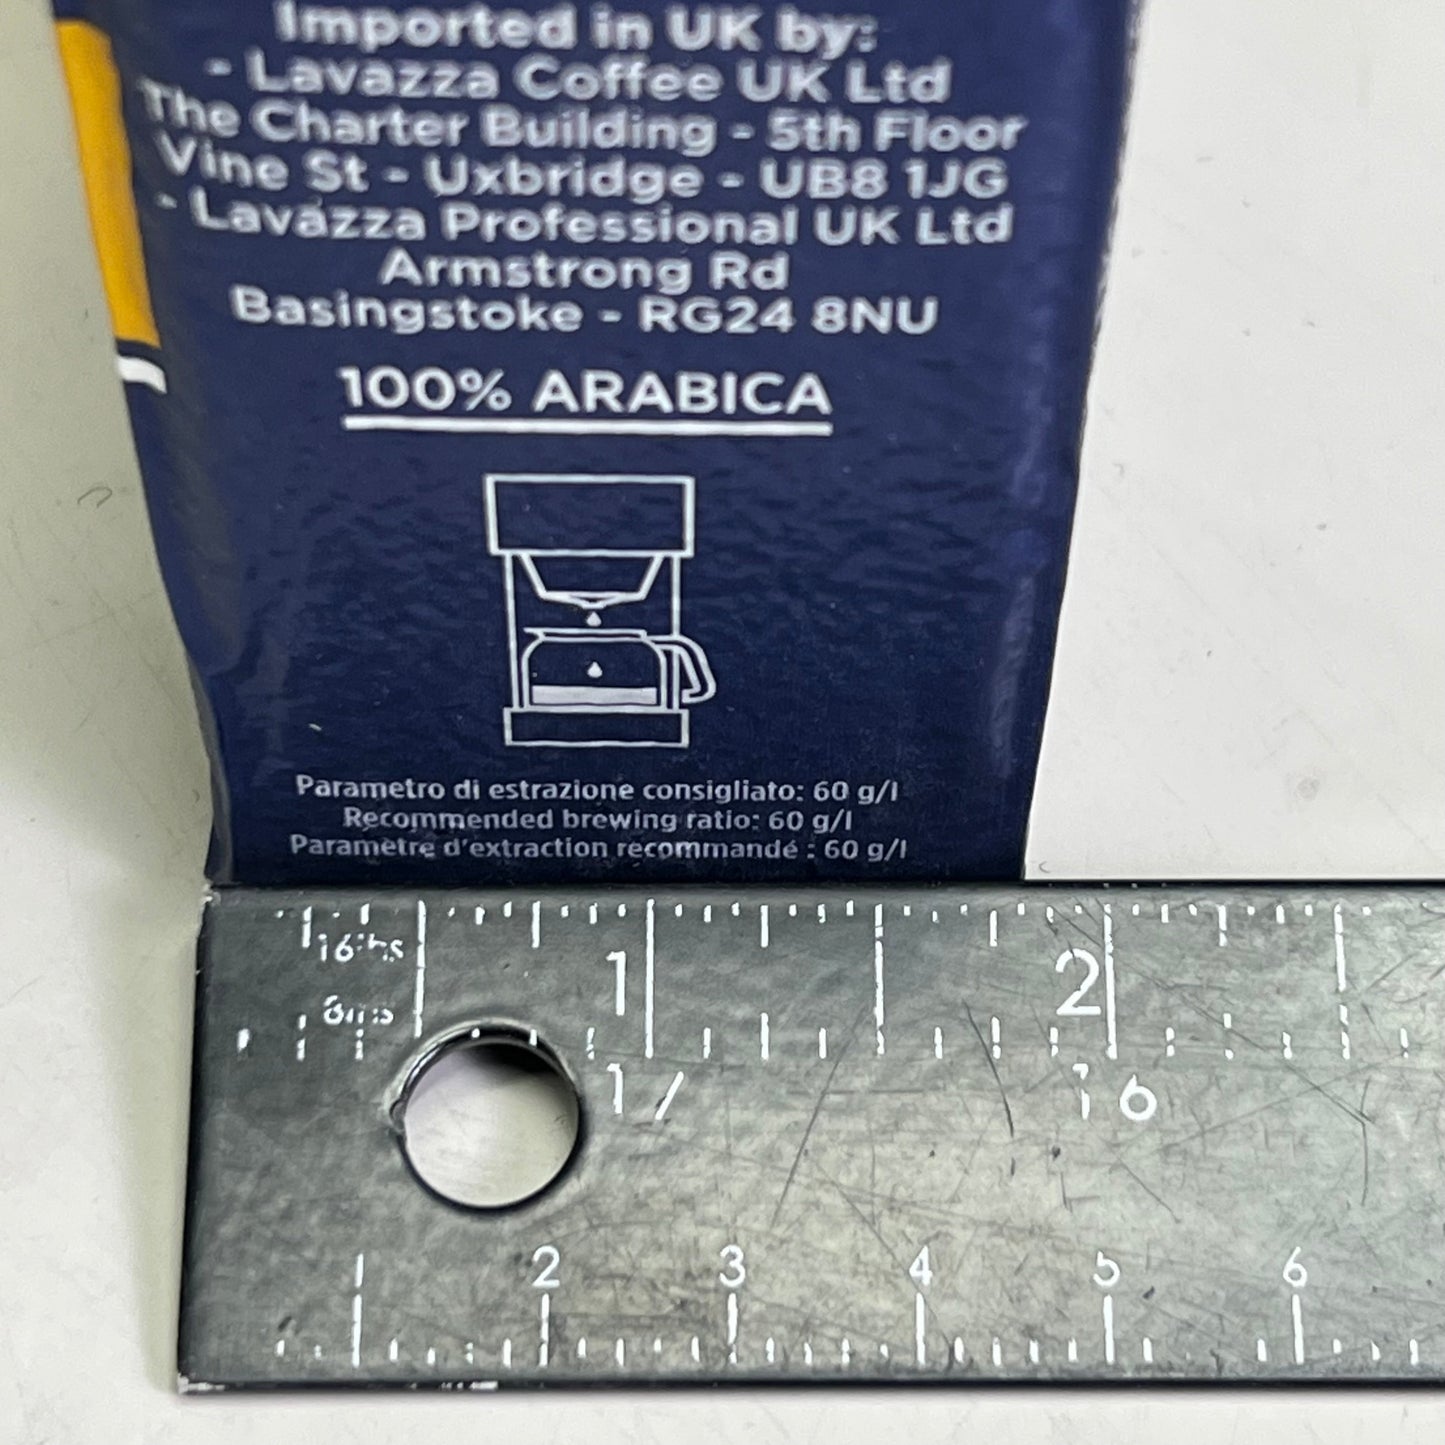 Imported in UK by:
- Lavazza Coffee UK Ltd
The Charter Building - 5th Floor
Vine St - Uxbridge - UB8 1JG
- Lavazza Professional UK Ltd
Armstrong Rd
Basingstoke - RG24 8NU
100% ARABICA
Parametro di estrazione consigliato: 60 g/l
Recommended brewing ratio: 60 g/l
Paramètre d'extraction recommandé : 60 g/l
16ths
1 2
8ths
1 2 3 4 5 6